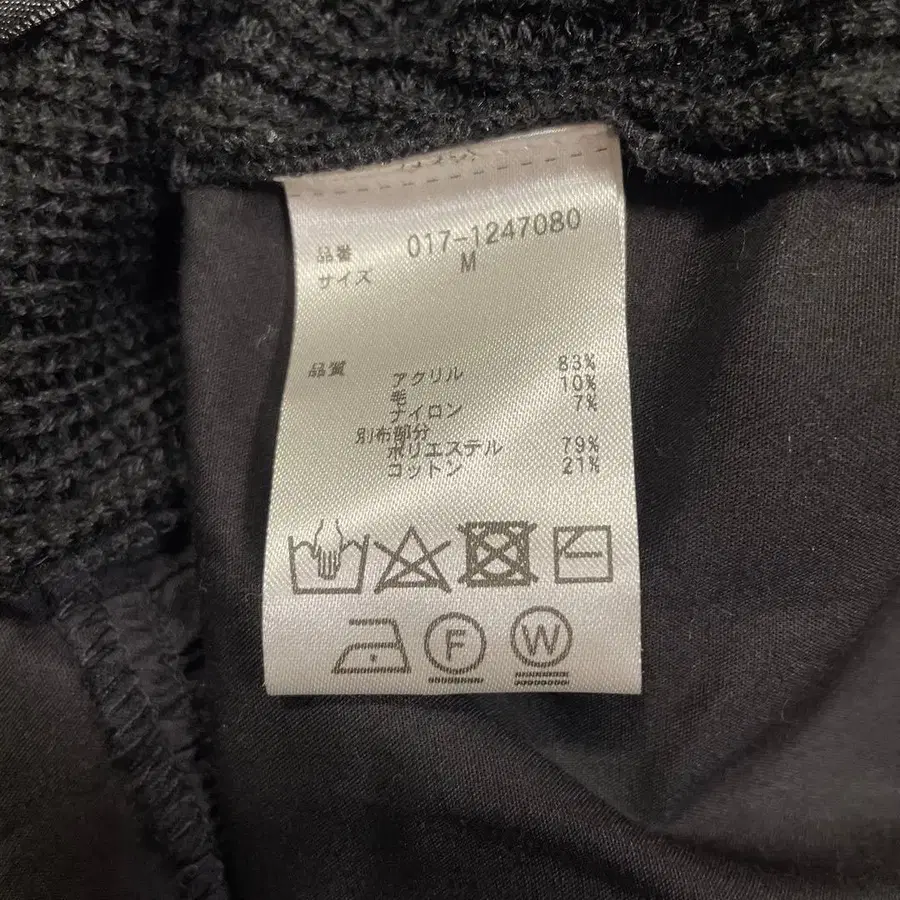 品番 017-1247080
サイズ M
品質 アクリル 83%
毛 10%
ナイロン 7%
別布部分
ポリエステル 79%
コットン 21%
F W